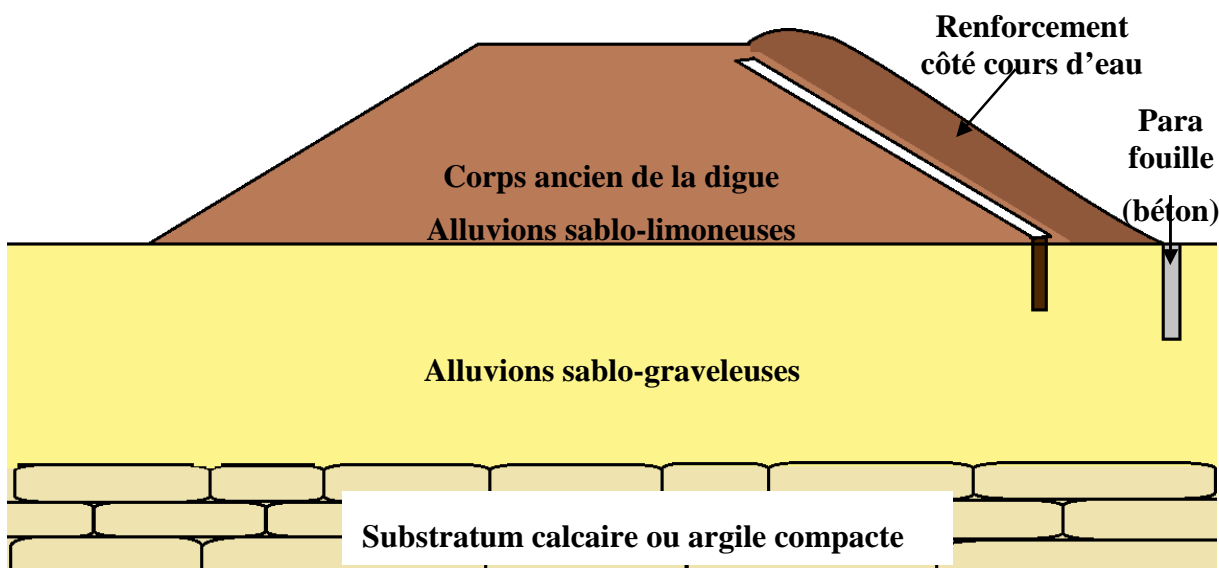 Renforcement
côté cours d'eau
Para
fouille
(béton)
Corps ancien de la digue
Alluvions sablo-limoneuses
Alluvions sablo-graveleuses
Substratum calcaire ou argile compacte